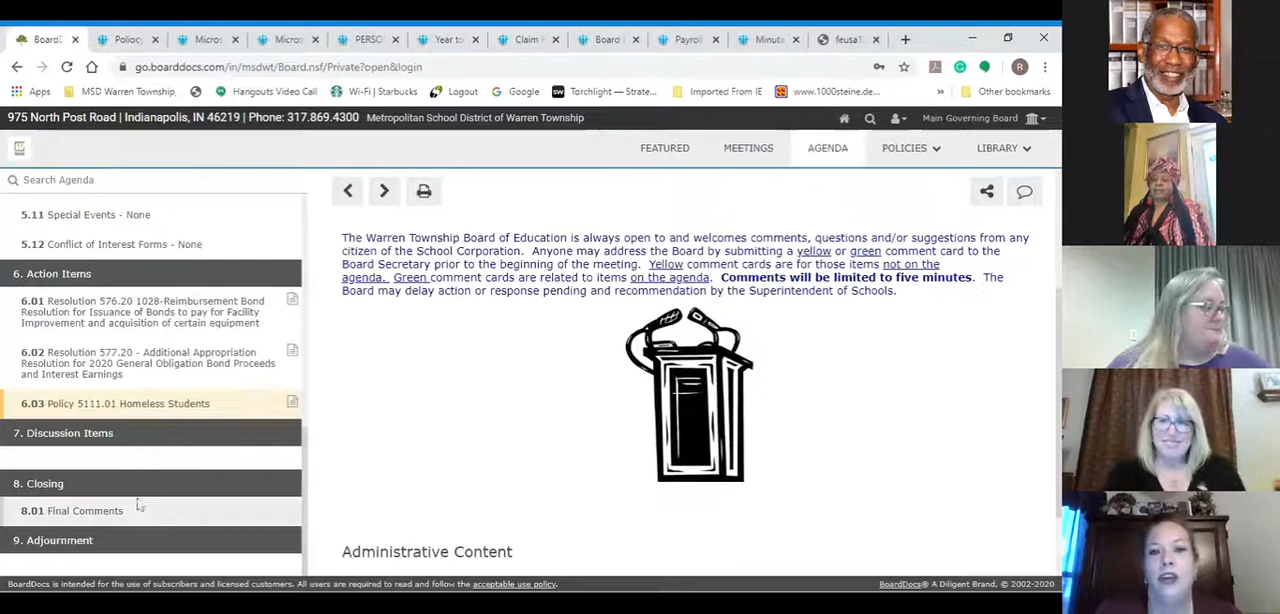 BoardD
Poliocy
Micros
Micros
PERSO
Year to
Claim F
Board I
Payroll
Minute
feusa1
go.boarddocs.com/in/msdwt/Board.nsf/Private?open&login
Apps
MSD Warren Township,
Hangouts Video Call
Wi-Fi | Starbucks
Logout
Google
Torchlight — Strate...
Imported From IE
www.1000steine.de...
»
Other bookmarks
975 North Post Road | Indianapolis, IN 46219 | Phone: 317.869.4300
Metropolitan School District of Warren Township
Main Governing Board
FEATURED
MEETINGS
AGENDA
POLICIES
LIBRARY
Search Agenda
5.11 Special Events - None
5.12 Conflict of Interest Forms - None
6. Action Items
6.01 Resolution 576.20 1028-Reimbursement Bond
Resolution for Issuance of Bonds to pay for Facility
Improvement and acquisition of certain equipment
6.02 Resolution 577.20 - Additional Appropriation
Resolution for 2020 General Obligation Bond Proceeds
and Interest Earnings
6.03 Policy 5111.01 Homeless Students
7. Discussion Items
8. Closing
8.01 Final Comments
9. Adjournment
The Warren Township Board of Education is always open to and welcomes comments, questions and/or suggestions from any
citizen of the School Corporation. Anyone may address the Board by submitting a yellow or green comment card to the
Board Secretary prior to the beginning of the meeting. Yellow comment cards are for those items not on the
agenda. Green comment cards are related to items on the agenda. Comments will be limited to five minutes. The
Board may delay action or response pending and recommendation by the Superintendent of Schools.
Administrative Content
BoardDocs is intended for the use of subscribers and licensed customers. All users are required to read and follow the acceptable use policy.
BoardDocs® A Diligent Brand, © 2002-2020